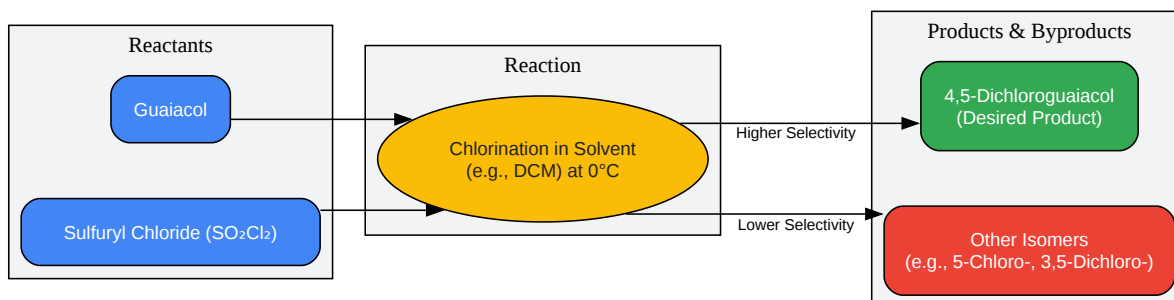 Reactants
Guaiacol
Sulfuryl Chloride (SO₂Cl₂)
Reaction
Chlorination in Solvent
(e.g., DCM) at 0°C
Higher Selectivity
Lower Selectivity
Products & Byproducts
4,5-Dichloroguaiacol
(Desired Product)
Other Isomers
(e.g., 5-Chloro-, 3,5-Dichloro-)